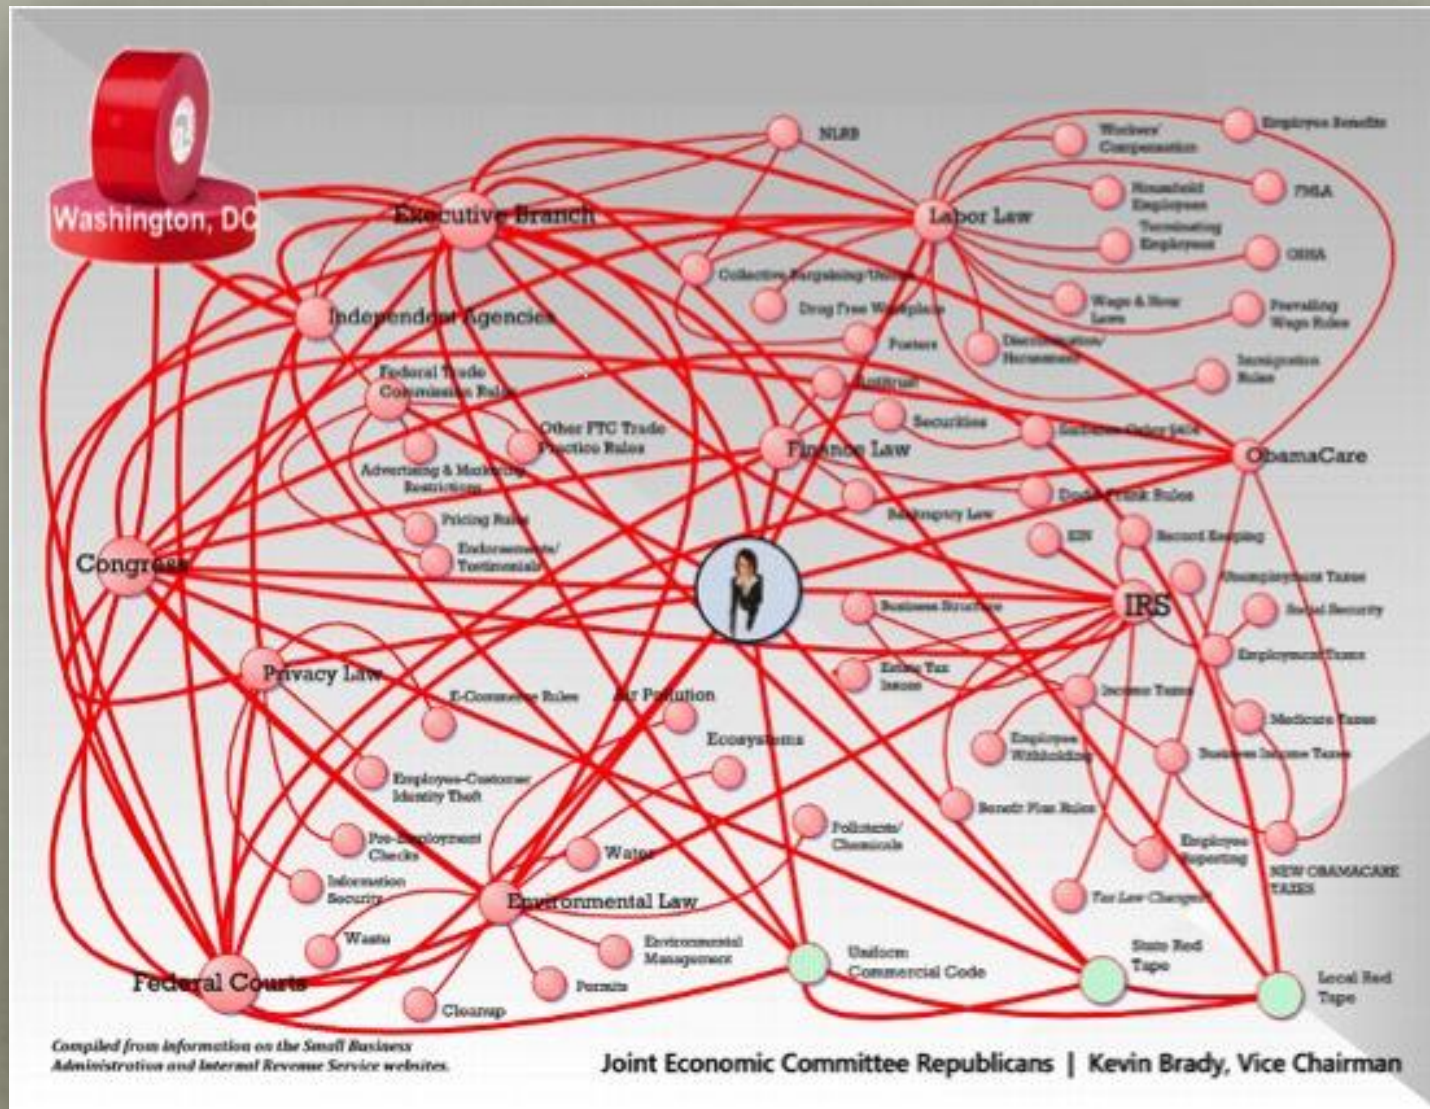 Washington, DC
NLRB
Employee Benefits
Workers'
Compensation
Executive Branch
Labor Law
Household
Employees
FMLA
Terminating
Employees
OSHA
Collective Bargaining/Unions
Independent Agencies
Drug Free Workplace
Wage & Hour
Laws
Prevailing
Wage Rules
Posters
Discrimination/
Harassment
Immigration
Rules
Federal Trade
Commission Rules
Antitrust
Securities
Other FTC Trade
Practice Rules
Finance Law
ObamaCare
Advertising & Marketing
Restrictions
Dodd-Frank Rules
Bankruptcy Law
Pricing Rules
EIN
Record Keeping
Endorsements/
Testimonials
Congress
Unemployment Taxes
Business Structure
IRS
Social Security
Employment Taxes
Privacy Law
Estate Tax
Issues
E-Commerce Rules
Air Pollution
Income Taxes
Medicare Taxes
Ecosystems
Employee
Withholding
Business Income Taxes
Employee-Customer
Identity Theft
Benefit Plan Rules
Pre-Employment
Checks
Pollutants/
Chemicals
Water
Employee
Reporting
NEW OBAMACARE
TAXES
Information
Security
Environmental Law
Tax Law Changes
Waste
Environmental
Management
Uniform
Commercial Code
State Red
Tape
Federal Courts
Permits
Local Red
Tape
Cleanup
Compiled from information on the Small Business
Administration and Internal Revenue Service websites.
Joint Economic Committee Republicans | Kevin Brady, Vice Chairman